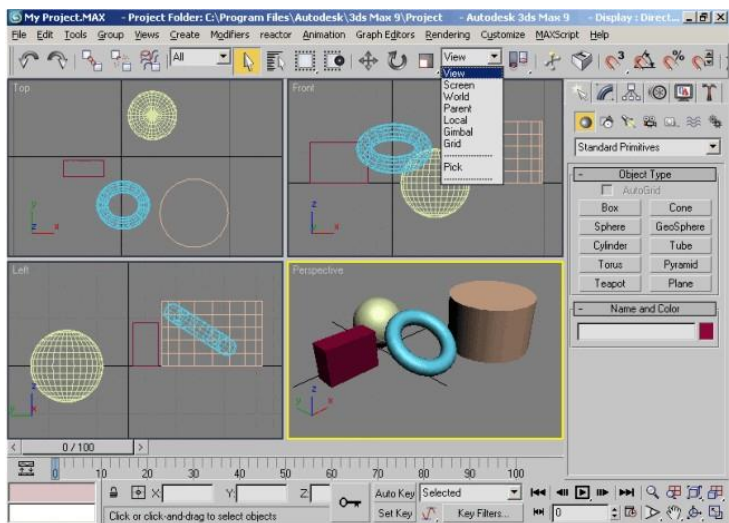 My Project.MAX - Project Folder: C:\Program Files\Autodesk\3ds Max 9\Project - Autodesk 3ds Max 9 - Display : Direct...
File Edit Tools Group Views Create Modifiers reactor Animation Graph Editors Rendering Customize MAXScript Help
All View
View
Screen
World
Parent
Local
Gimbal
Grid
Pick
Top Front
Left Perspective
Standard Primitives
Object Type
AutoGrid
Box Cone
Sphere GeoSphere
Cylinder Tube
Torus Pyramid
Teapot Plane
Name and Color
0 / 100
0 10 20 30 40 50 60 70 80 90 100
X: Y: Z: Auto Key Selected
Click or click-and-drag to select objects Set Key Key Filters... 0